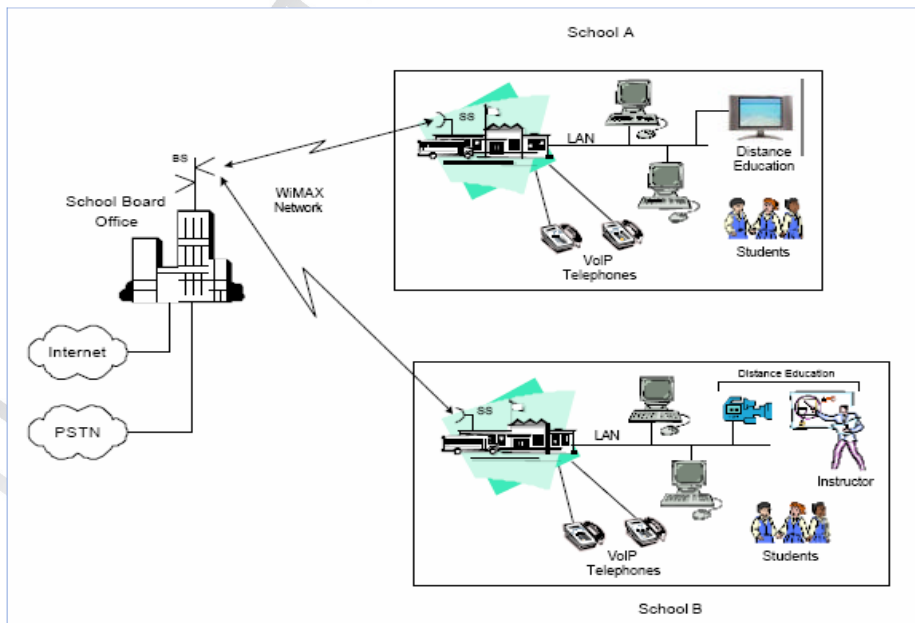 School A
SS
LAN
Distance
Education
BS
School Board
Office
WiMAX
Network
VoIP
Telephones
Students
Internet
PSTN
Distance Education
SS
LAN
Instructor
VoIP
Telephones
Students
School B